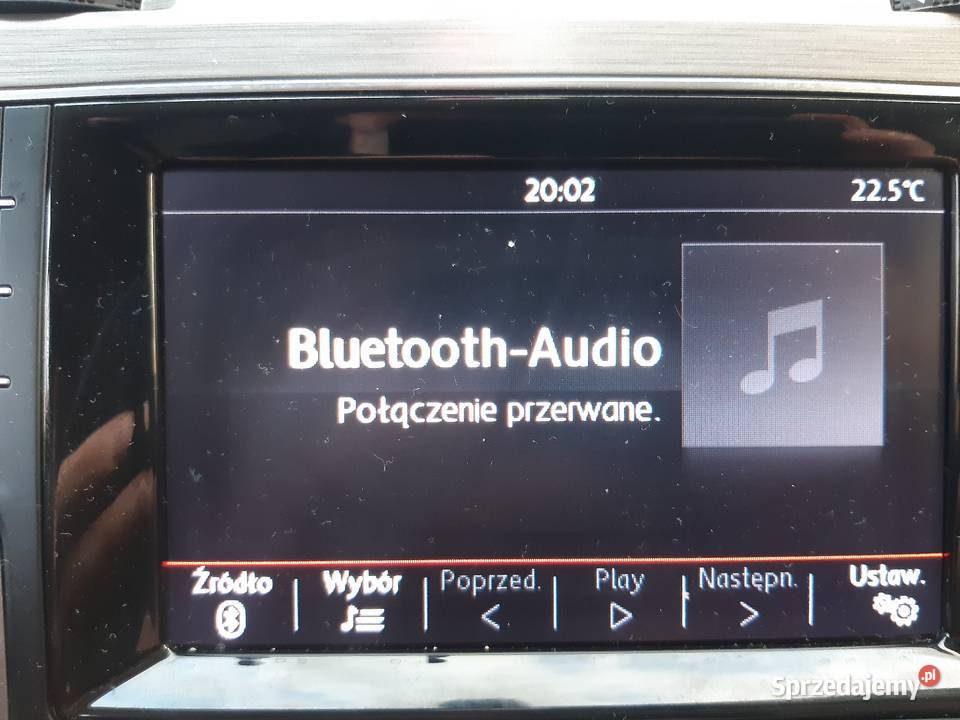 20:02 22.5°C
Bluetooth-Audio
Połączenie przerwane.
Źródło Wybór Poprzed. Play Następn. Ustaw.
Sprzedajemy.pl